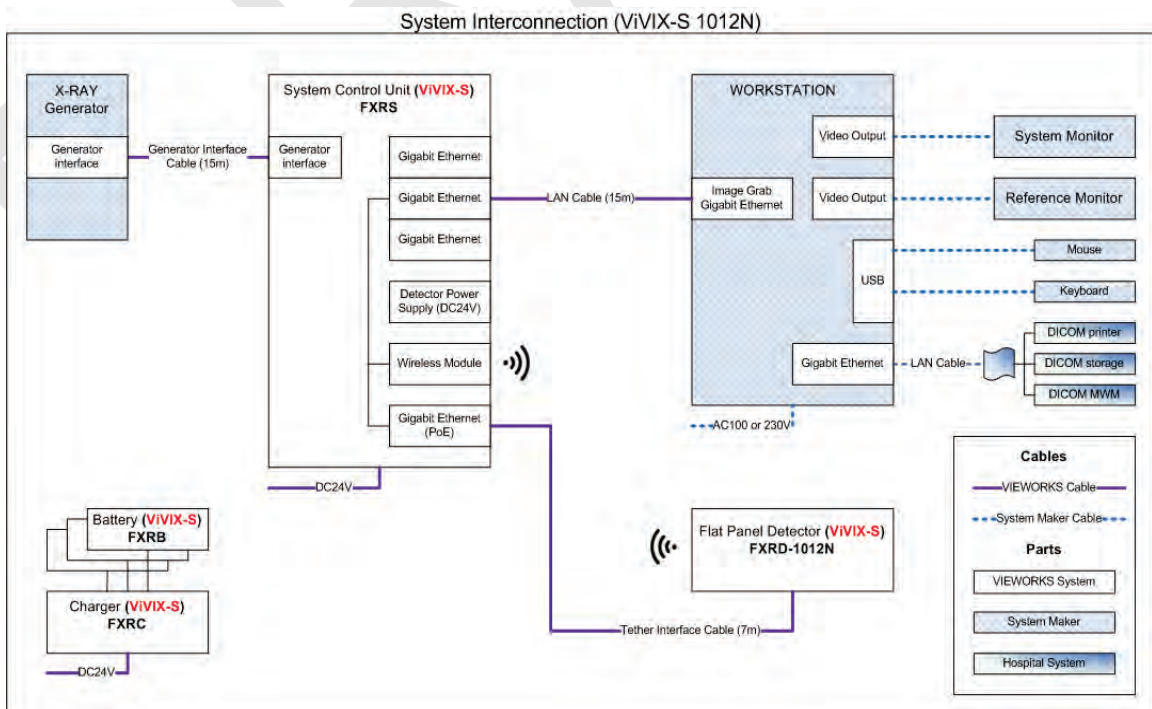 System Interconnection (ViVIX-S 1012N)
X-RAY
Generator
Generator
interface
Generator Interface
Cable (15m)
System Control Unit (ViVIX-S)
FXRS
Generator
interface
Gigabit Ethernet
Gigabit Ethernet
Gigabit Ethernet
Detector Power
Supply (DC24V)
Wireless Module
Gigabit Ethernet
(PoE)
DC24V
LAN Cable (15m)
WORKSTATION
Video Output
Image Grab
Gigabit Ethernet
Video Output
USB
Gigabit Ethernet
AC100 or 230V
System Monitor
Reference Monitor
Mouse
Keyboard
LAN Cable
DICOM printer
DICOM storage
DICOM MWM
Battery (ViVIX-S)
FXRB
Charger (ViVIX-S)
FXRC
DC24V
Flat Panel Detector (ViVIX-S)
FXRD-1012N
Tether Interface Cable (7m)
Cables
VIEWORKS Cable
System Maker Cable
Parts
VIEWORKS System
System Maker
Hospital System